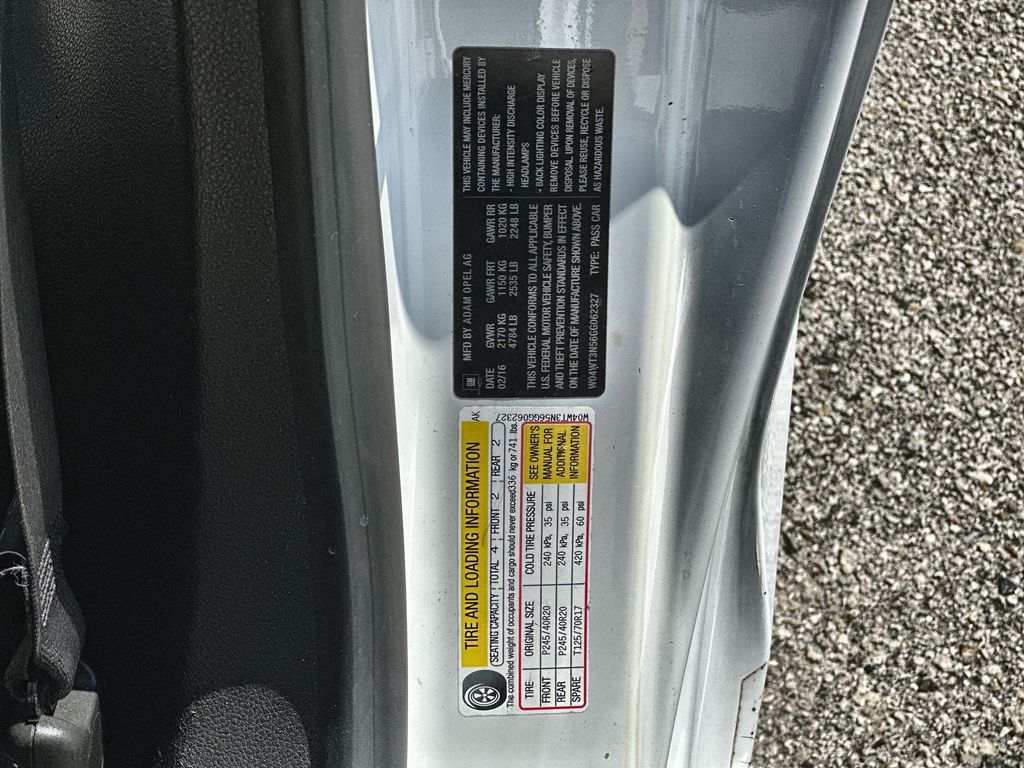 TIRE AND LOADING INFORMATION
AK
SEATING CAPACITY TOTAL 4 FRONT 2 REAR 2
The combined weight of occupants and cargo should never exceed 336 kg or 741 lbs.
TIRE ORIGINAL SIZE COLD TIRE PRESSURE
FRONT P245/40R20 240 kPa, 35 psi
REAR P245/40R20 240 kPa, 35 psi
SPARE T125/70R17 420 kPa, 60 psi
SEE OWNER'S
MANUAL FOR
ADDITIONAL
INFORMATION
W04WT3N56GG062327
GM
MFD BY ADAM OPEL AG
DATE GVWR GAWR FRT GAWR RR
02/16 2170 KG 1150 KG 1020 KG
4784 LB 2535 LB 2248 LB
THIS VEHICLE CONFORMS TO ALL APPLICABLE
U.S. FEDERAL MOTOR VEHICLE SAFETY, BUMPER
AND THEFT PREVENTION STANDARDS IN EFFECT
ON THE DATE OF MANUFACTURE SHOWN ABOVE.
W04WT3N56GG062327 TYPE: PASS CAR
THIS VEHICLE MAY INCLUDE MERCURY
CONTAINING DEVICES INSTALLED BY
THE MANUFACTURER:
- HIGH INTENSITY DISCHARGE
HEADLAMPS
- BACK LIGHTING COLOR DISPLAY
REMOVE DEVICES BEFORE VEHICLE
DISPOSAL. UPON REMOVAL OF DEVICES,
PLEASE REUSE, RECYCLE OR DISPOSE
AS HAZARDOUS WASTE.